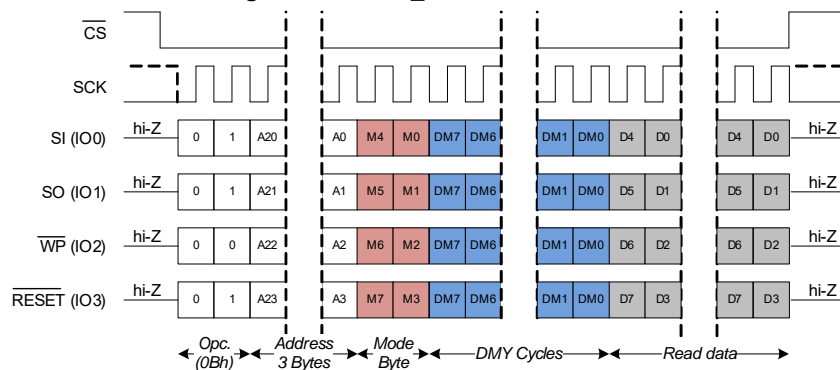 CS
SCK
SI (IO0) hi-Z 0 1 A20 A0 M4 M0 DM7 DM6 DM1 DM0 D4 D0 D4 D0 hi-Z
SO (IO1) hi-Z 0 1 A21 A1 M5 M1 DM7 DM6 DM1 DM0 D5 D1 D5 D1 hi-Z
WP (IO2) hi-Z 0 0 A22 A2 M6 M2 DM7 DM6 DM1 DM0 D6 D2 D6 D2 hi-Z
RESET (IO3) hi-Z 0 1 A23 A3 M7 M3 DM7 DM6 DM1 DM0 D7 D3 D7 D3 hi-Z
Opc. Address Mode DMY Cycles Read data
(0Bh) 3 Bytes Byte